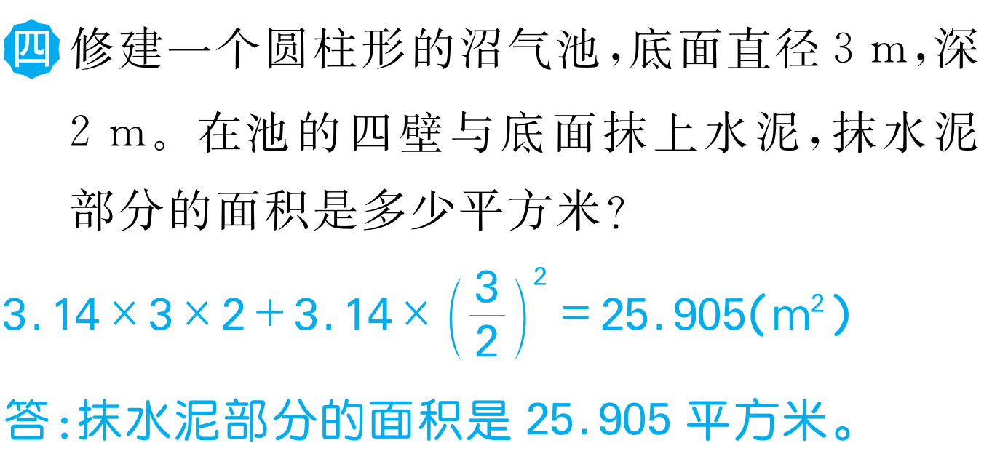 四 修建一个圆柱形的沼气池,底面直径 3 m,深
2 m。在池的四壁与底面抹上水泥,抹水泥
部分的面积是多少平方米?
3.14×3×2+3.14×(3/2)²=25.905(m²)
答:抹水泥部分的面积是 25.905 平方米。